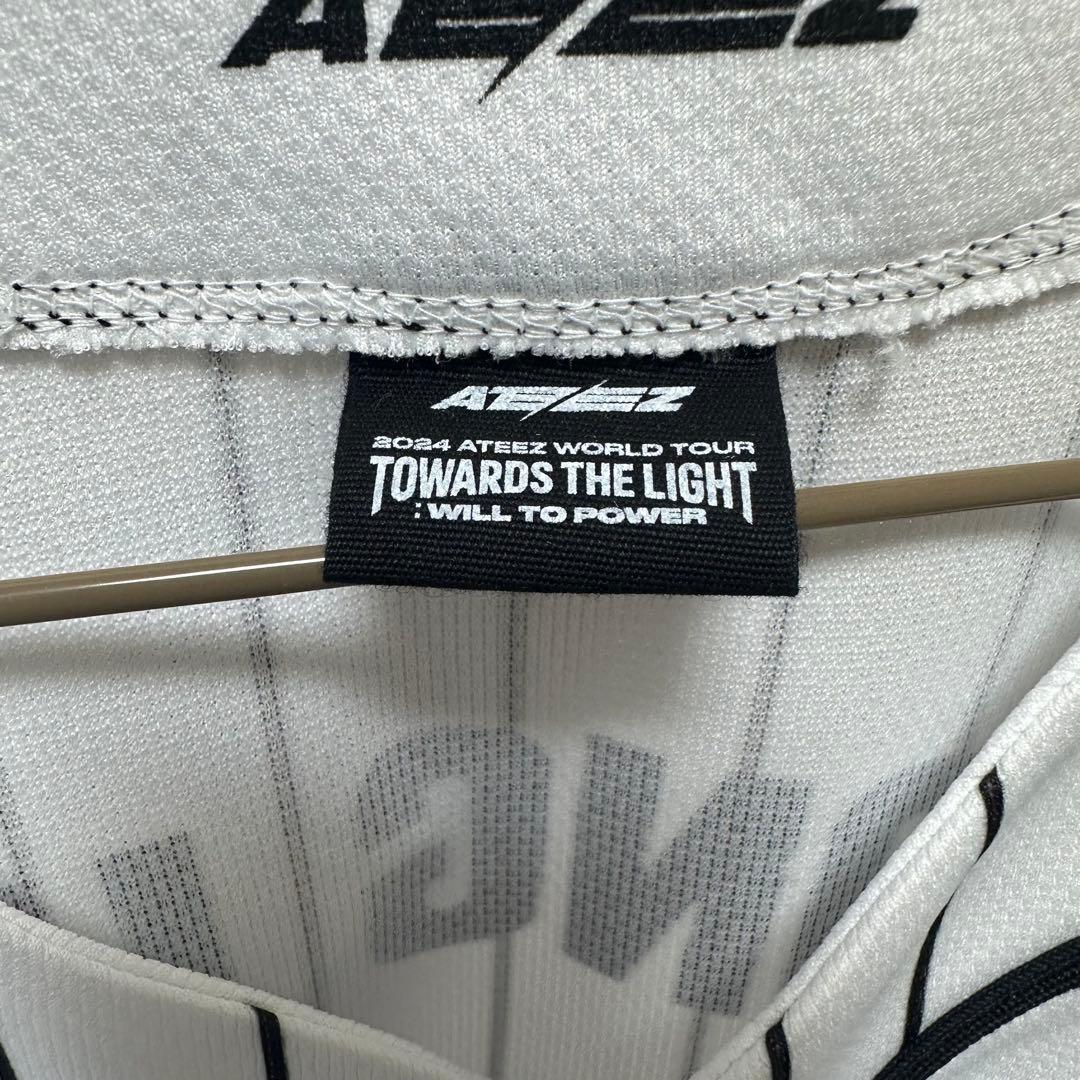 ATEEZ
ATEEZ
2024 ATEEZ WORLD TOUR
TOWARDS THE LIGHT
: WILL TO POWER